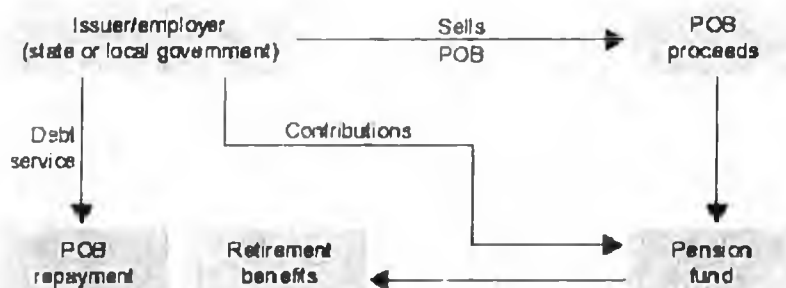 Issuer/employer
(state or local government)
Sells
POB
POB
proceeds
Debt
service
Contributions
POB
repayment
Retirement
benefits
Pension
fund